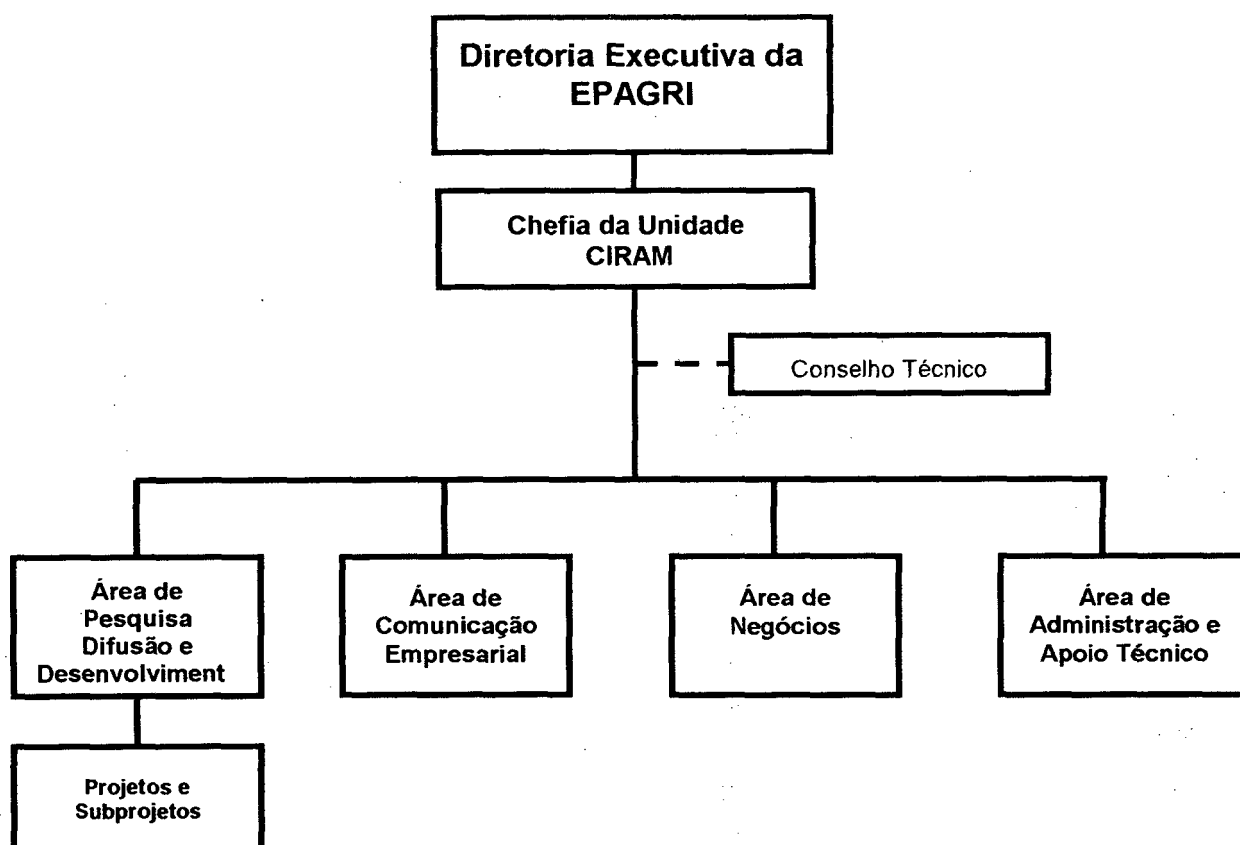 Diretoria Executiva da
EPAGRI
Chefia da Unidade
CIRAM
Conselho Técnico
Área de
Pesquisa
Difusão e
Desenvolviment
Área de
Comunicação
Empresarial
Área de
Negócios
Área de
Administração e
Apoio Técnico
Projetos e
Subprojetos